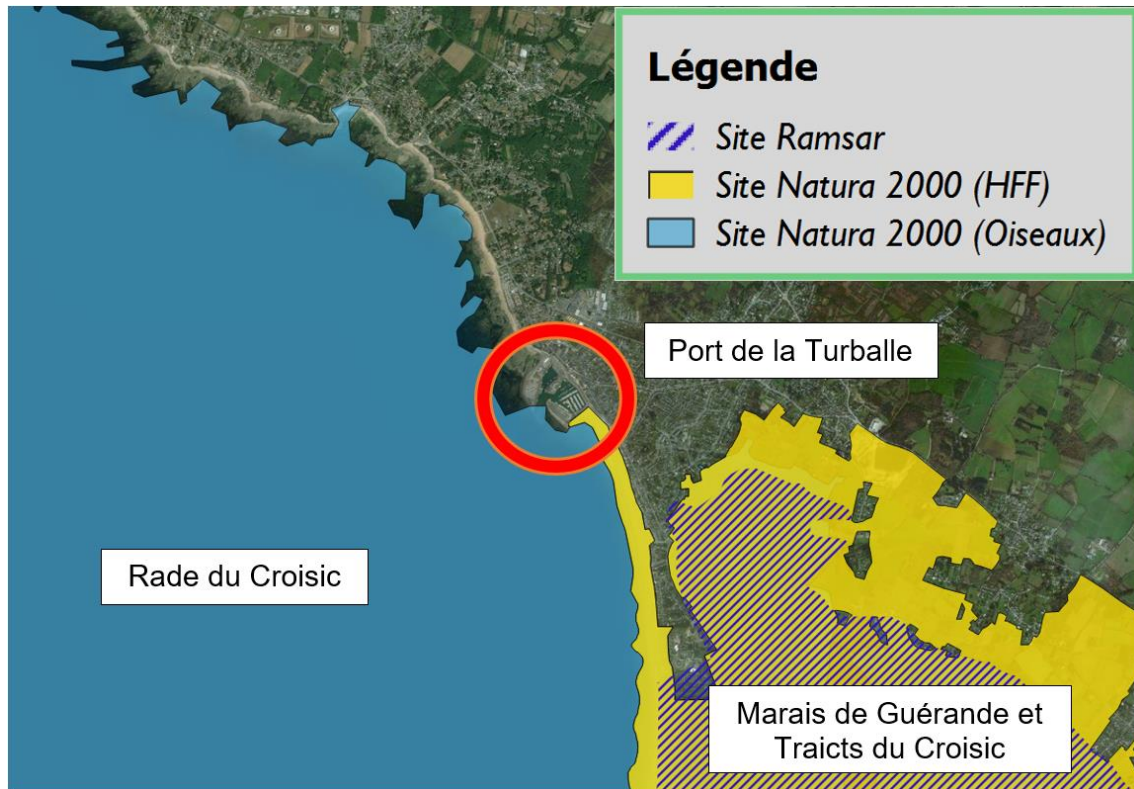 Légende
Site Ramsar
Site Natura 2000 (HFF)
Site Natura 2000 (Oiseaux)
Port de la Turballe
Rade du Croisic
Marais de Guérande et
Traicts du Croisic